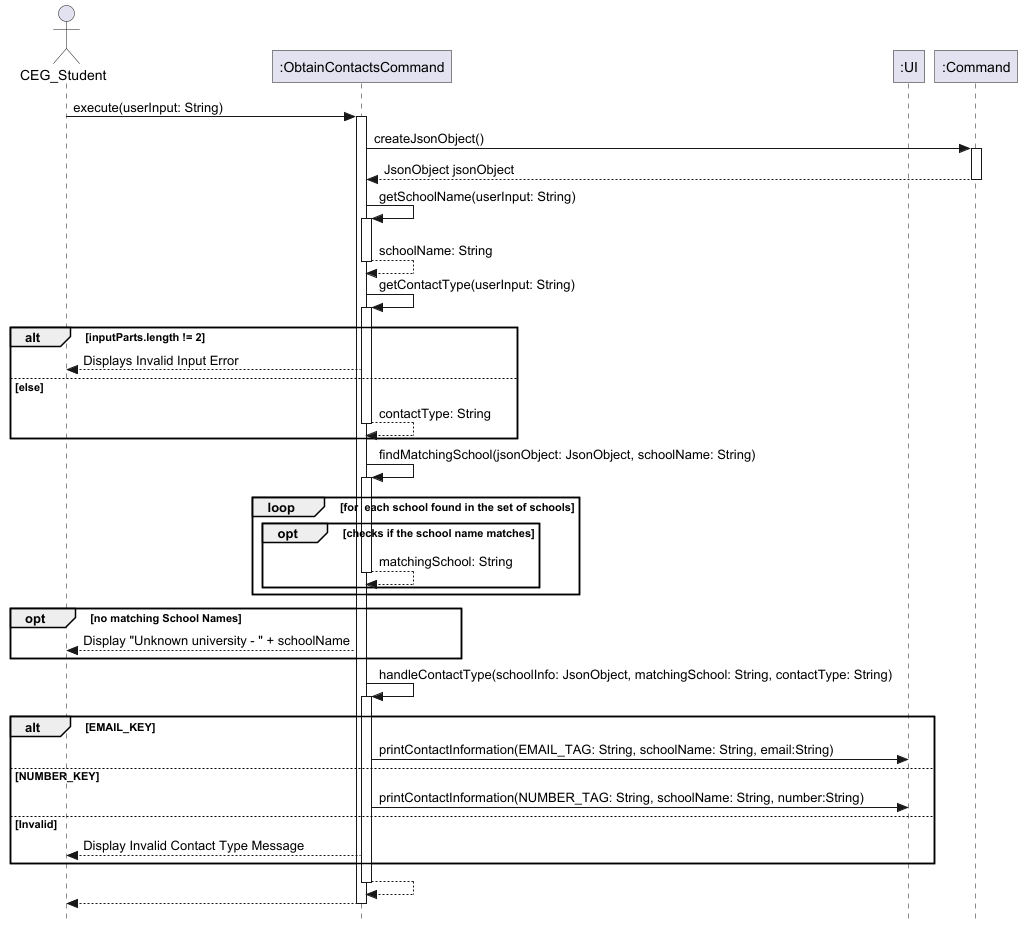 CEG_Student
:ObtainContactsCommand
:UI
:Command
execute(userInput: String)
createJsonObject()
JsonObject jsonObject
getSchoolName(userInput: String)
schoolName: String
getContactType(userInput: String)
alt
[inputParts.length != 2]
Displays Invalid Input Error
[else]
contactType: String
findMatchingSchool(jsonObject: JsonObject, schoolName: String)
loop
[for each school found in the set of schools]
opt
[checks if the school name matches]
matchingSchool: String
opt
[no matching School Names]
Display "Unknown university - " + schoolName
handleContactType(schoolInfo: JsonObject, matchingSchool: String, contactType: String)
alt
[EMAIL_KEY]
printContactInformation(EMAIL_TAG: String, schoolName: String, email:String)
[NUMBER_KEY]
printContactInformation(NUMBER_TAG: String, schoolName: String, number:String)
[Invalid]
Display Invalid Contact Type Message